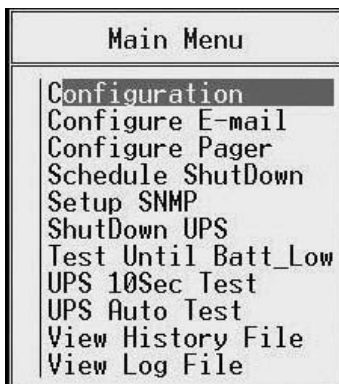 Main Menu
Configuration
Configure E-mail
Configure Pager
Schedule ShutDown
Setup SNMP
ShutDown UPS
Test Until Batt_Low
UPS 10Sec Test
UPS Auto Test
View History File
View Log File